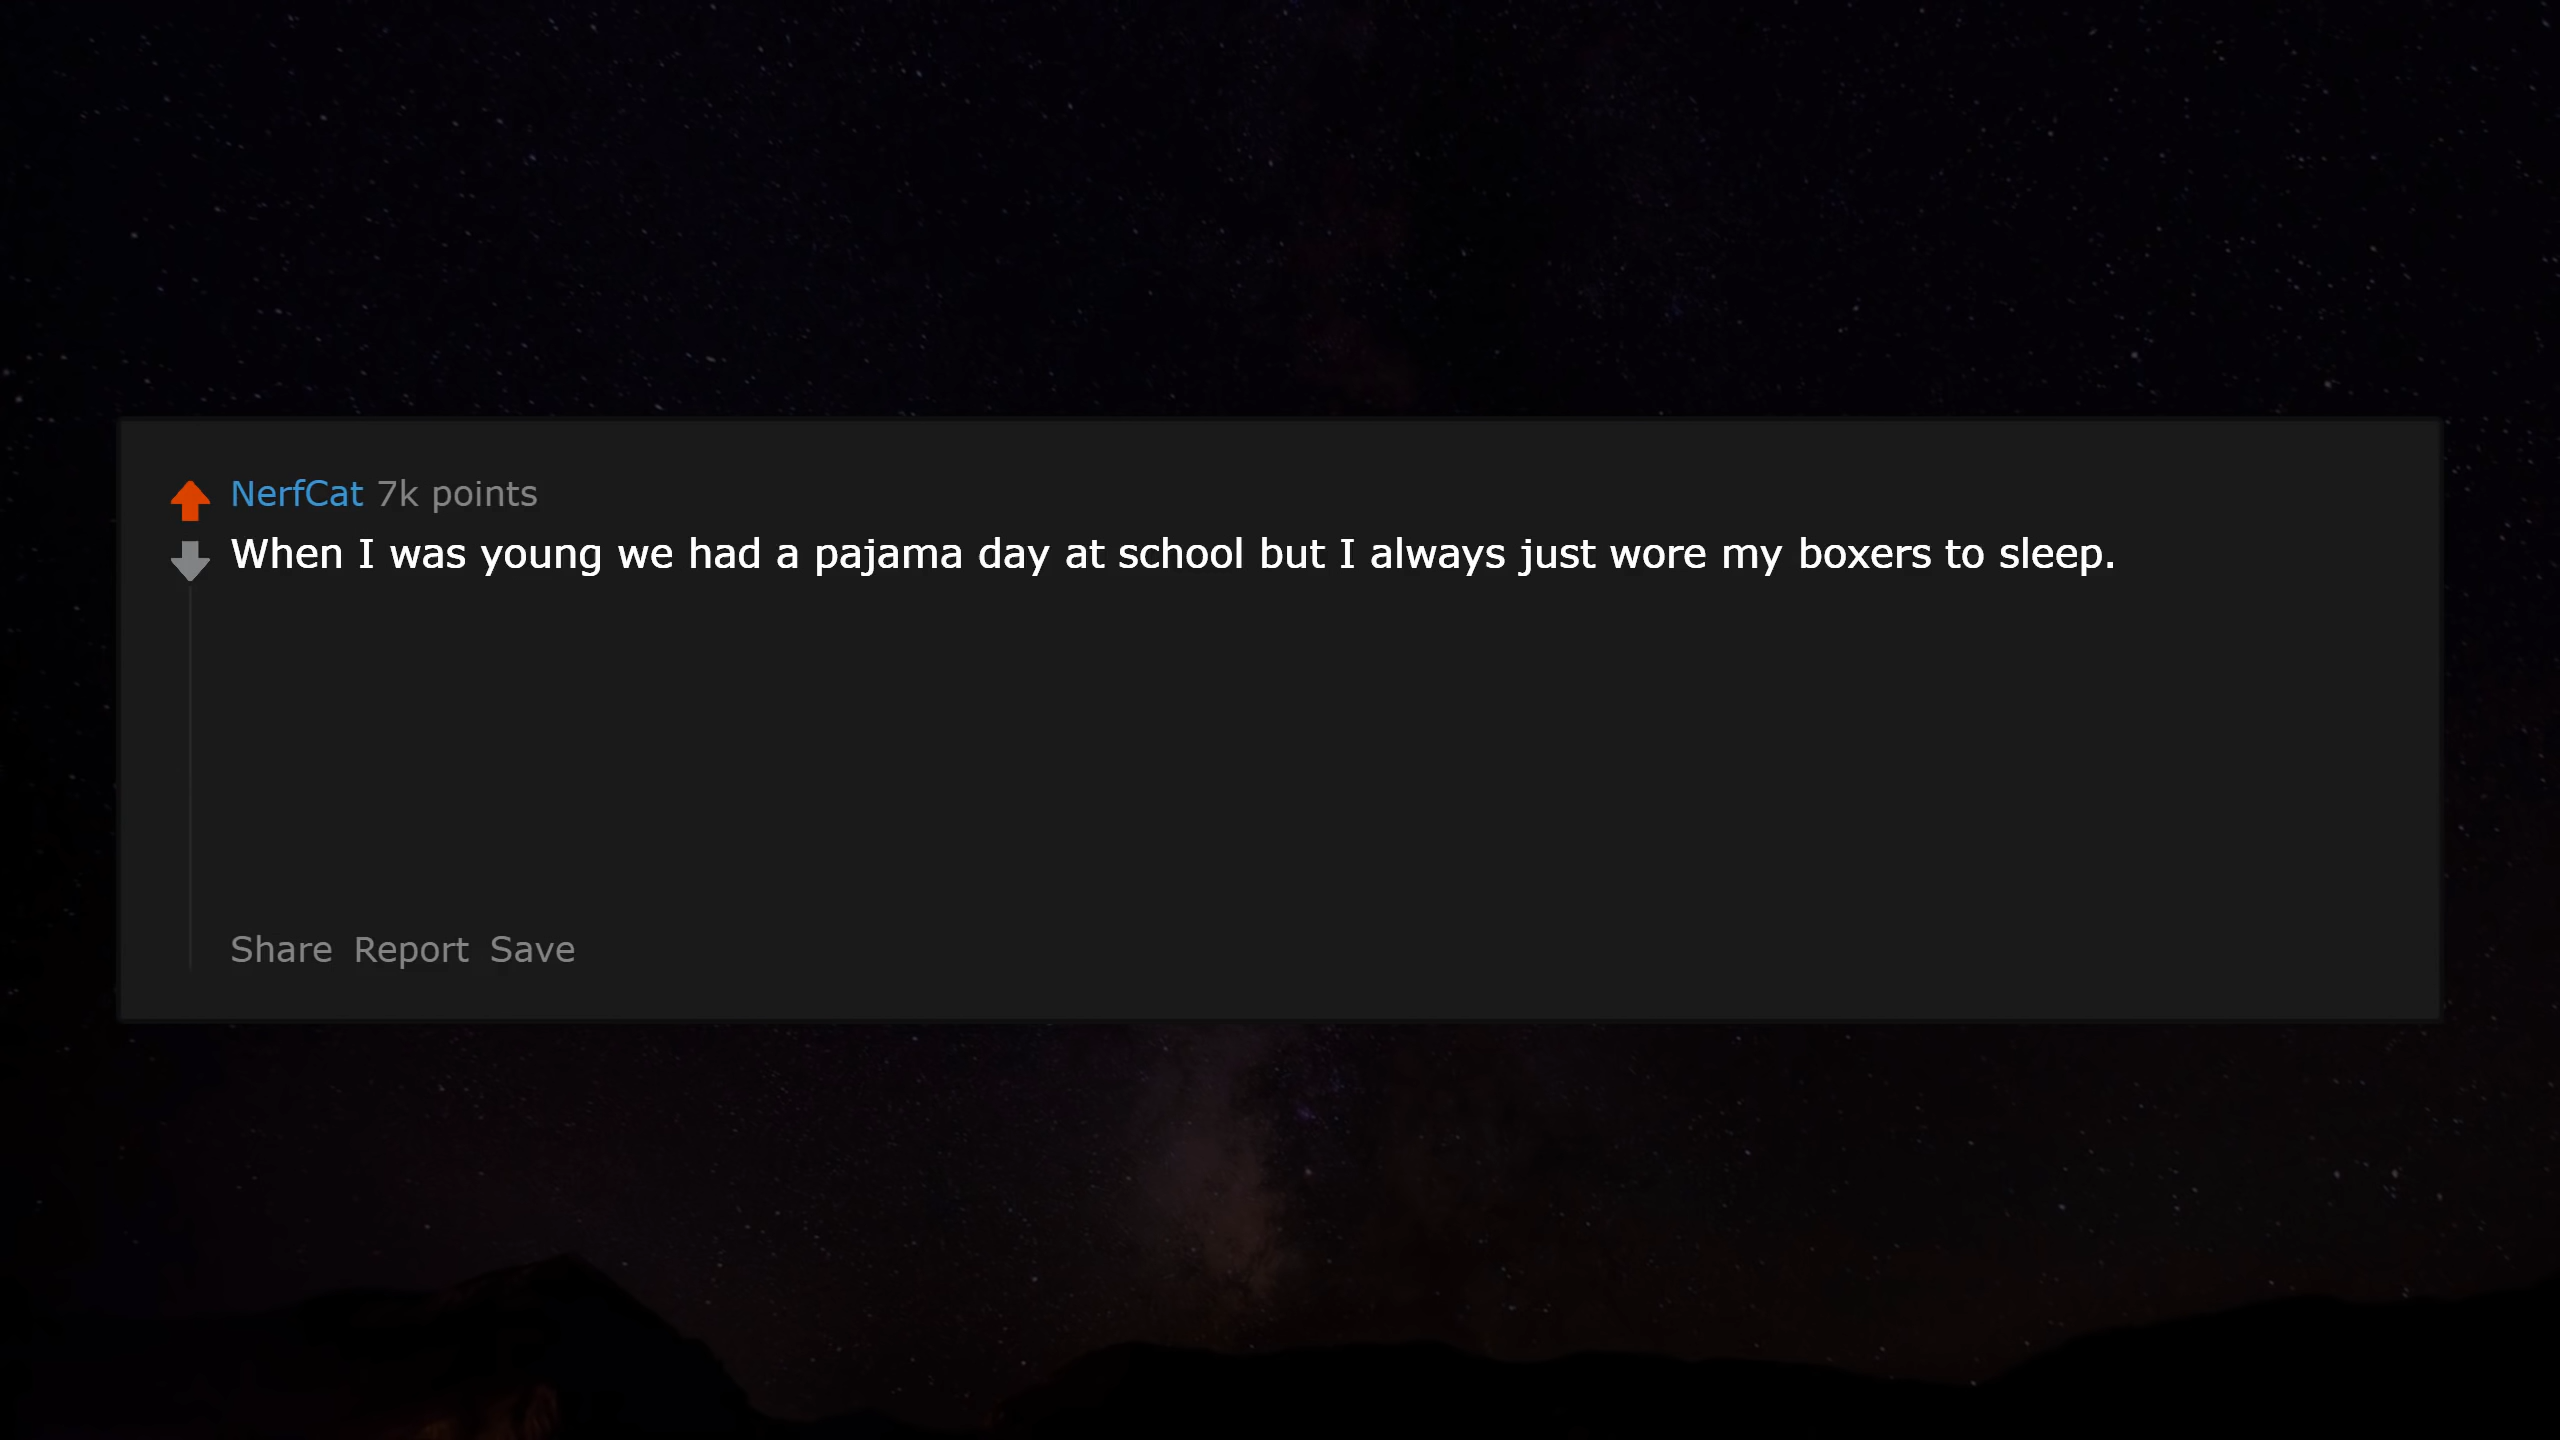 NerfCat 7k points
When I was young we had a pajama day at school but I always just wore my boxers to sleep.
Share Report Save